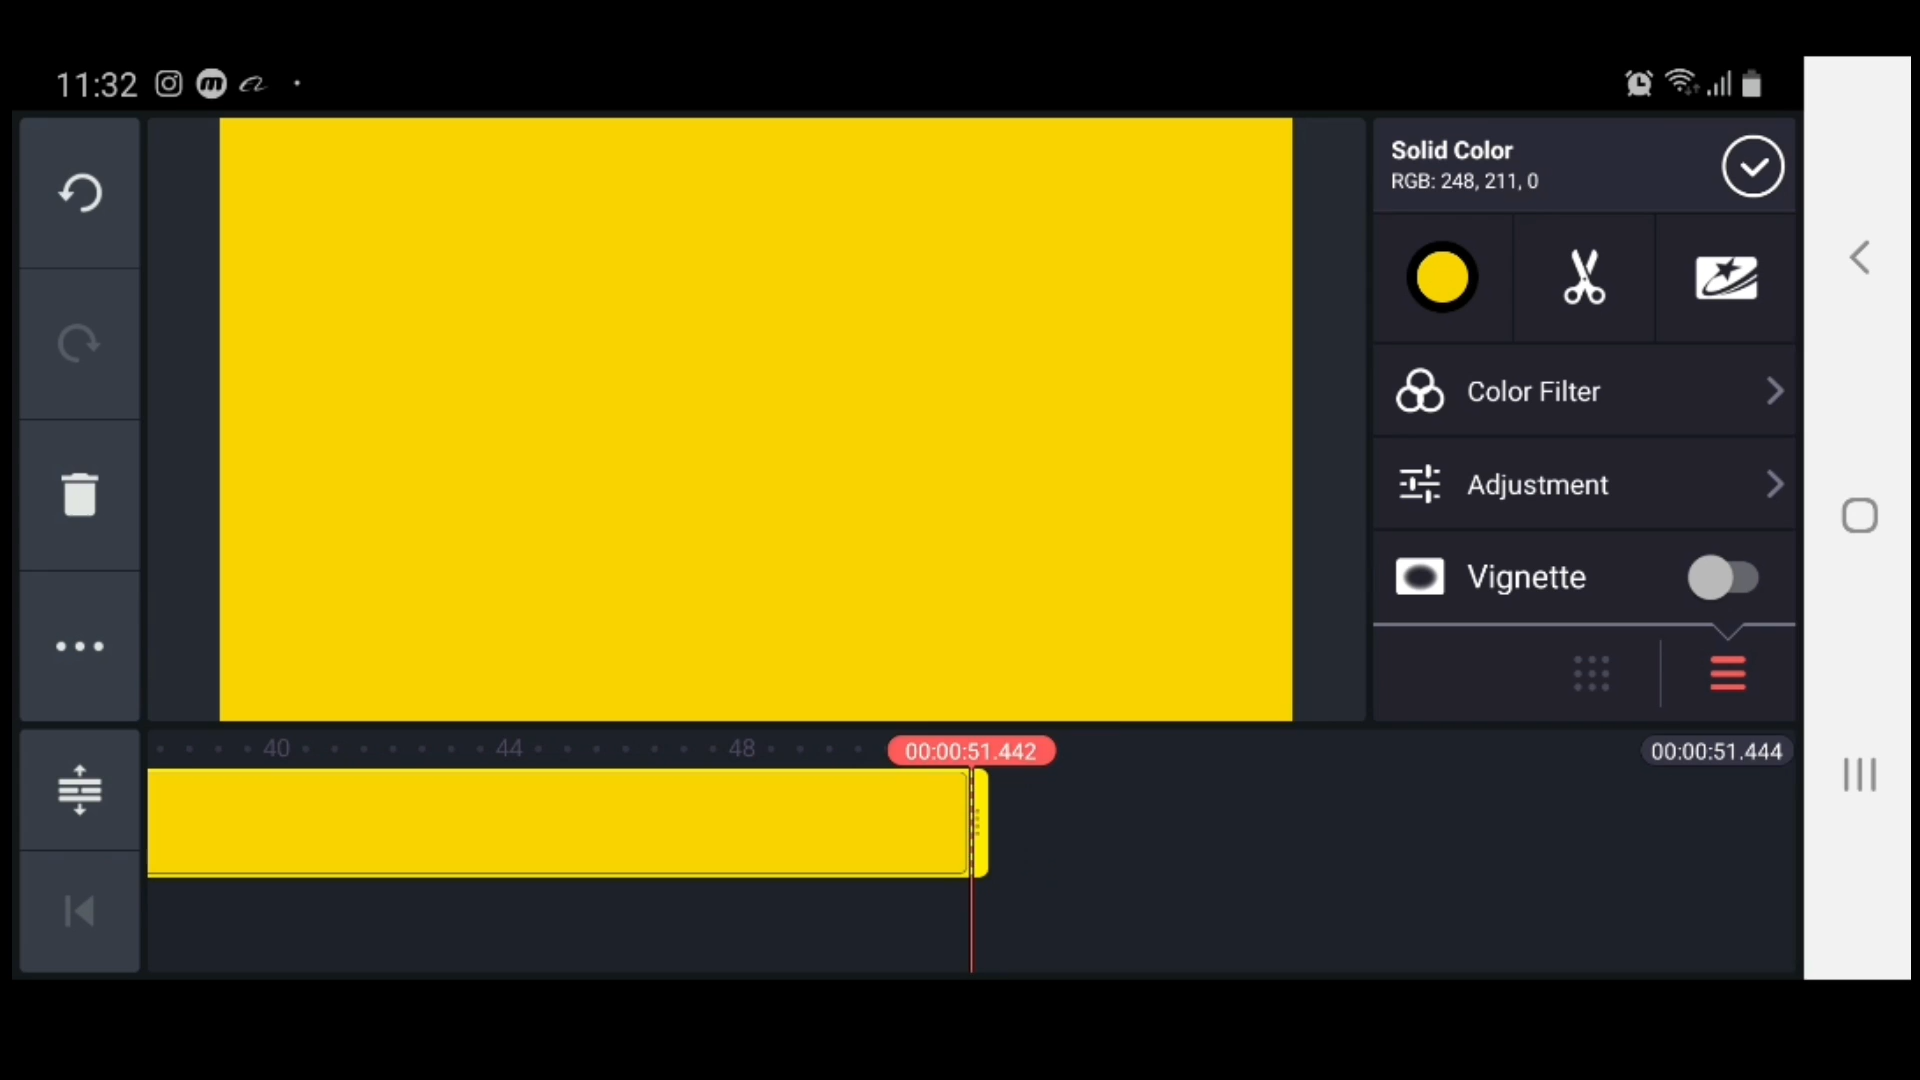 11:32
Solid Color
RGB: 248, 211, 0
Color Filter
Adjustment
Vignette
40
44
48
00:00:51.442
00:00:51.444